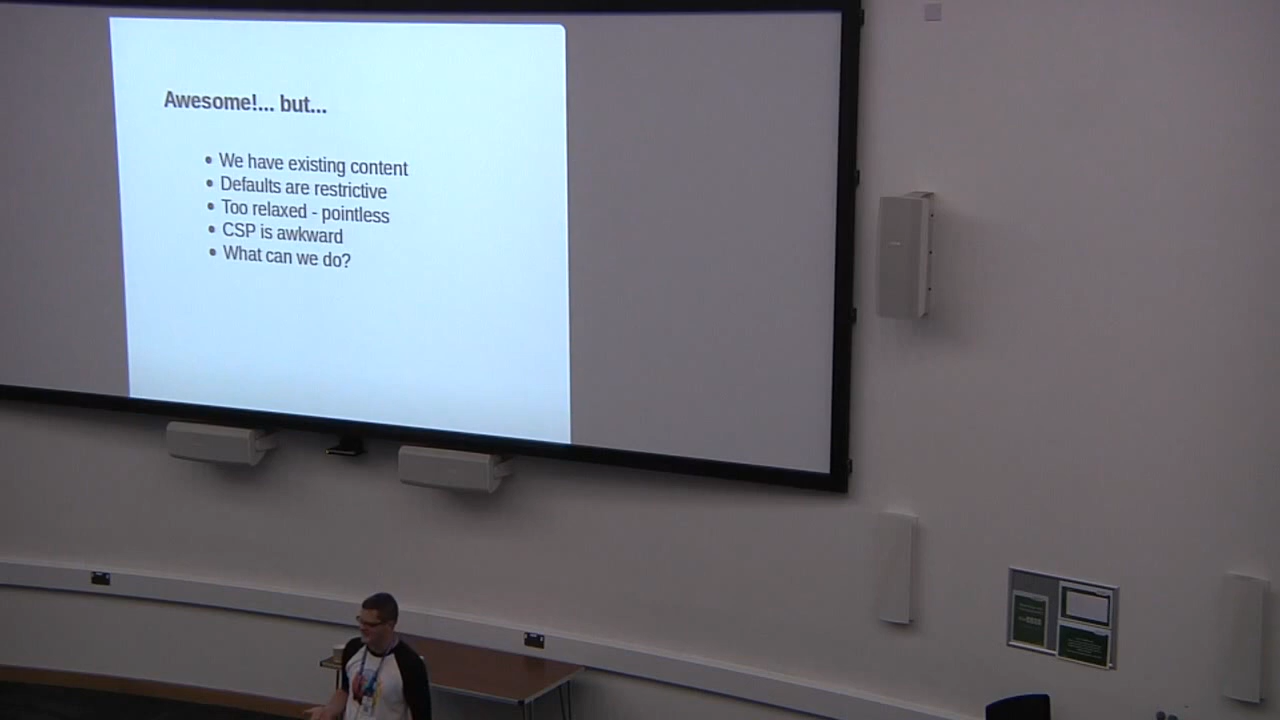 Awesome!... but...
We have existing content
Defaults are restrictive
Too relaxed - pointless
CSP is awkward
What can we do?